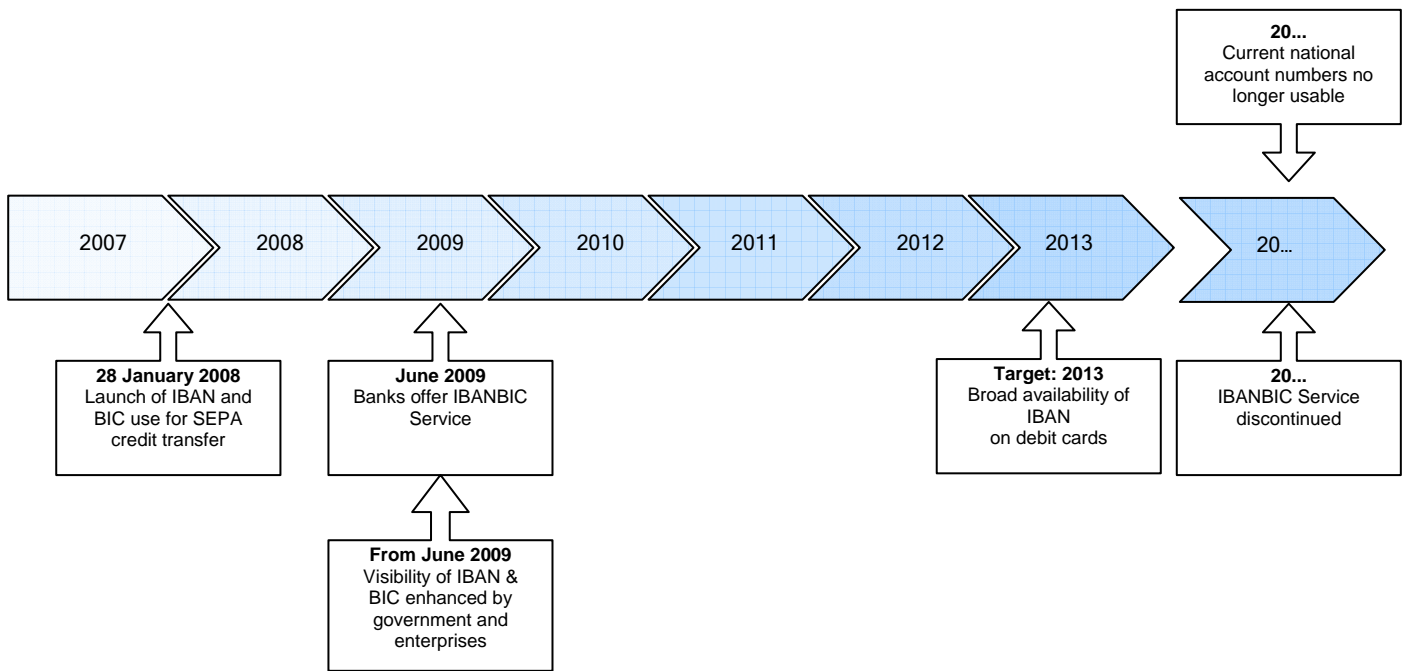 20...
Current national
account numbers no
longer usable
2007
2008
2009
2010
2011
2012
2013
20...
28 January 2008
Launch of IBAN and
BIC use for SEPA
credit transfer
June 2009
Banks offer IBANBIC
Service
Target: 2013
Broad availability of
IBAN
on debit cards
20...
IBANBIC Service
discontinued
From June 2009
Visibility of IBAN &
BIC enhanced by
government and
enterprises